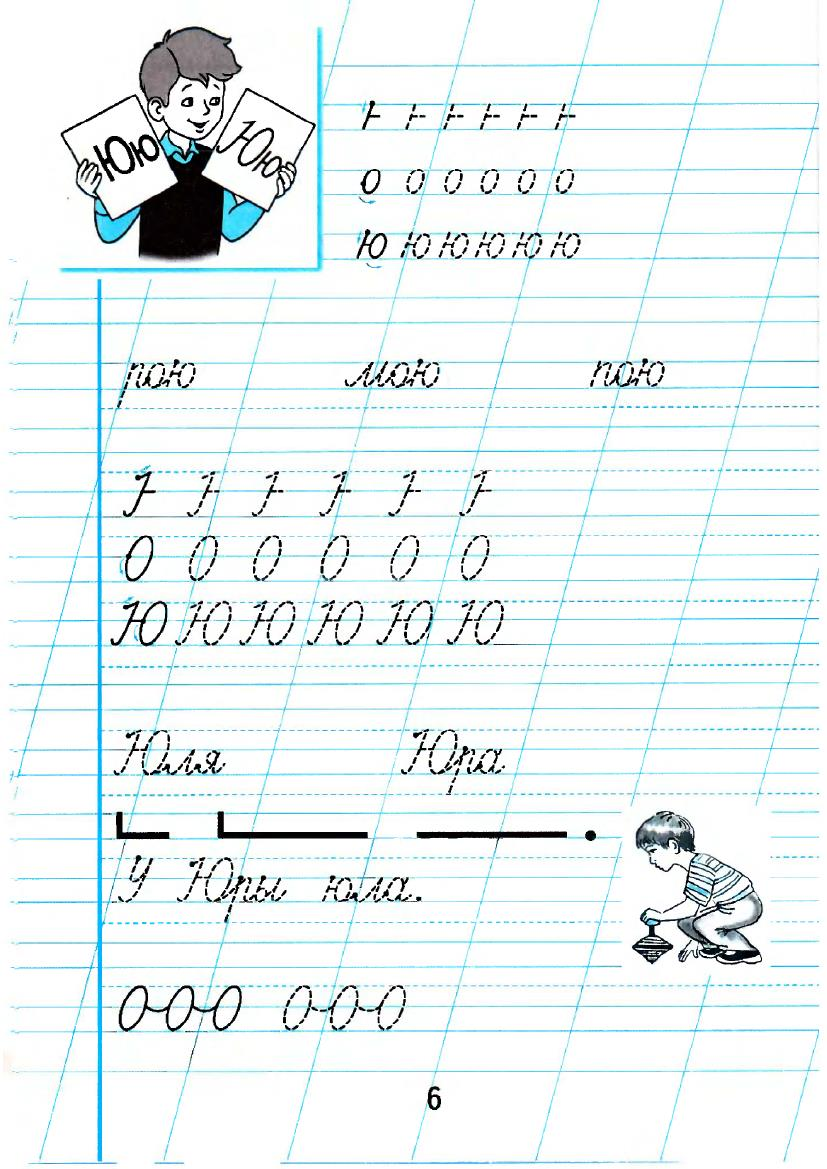 Юю Юю
о о о о о о
ю ю ю ю ю ю
рою мою пою
О О О О О О
Ю Ю Ю Ю Ю Ю
Юля Юра
У Юры юла.
О-О-О О-О-О
6